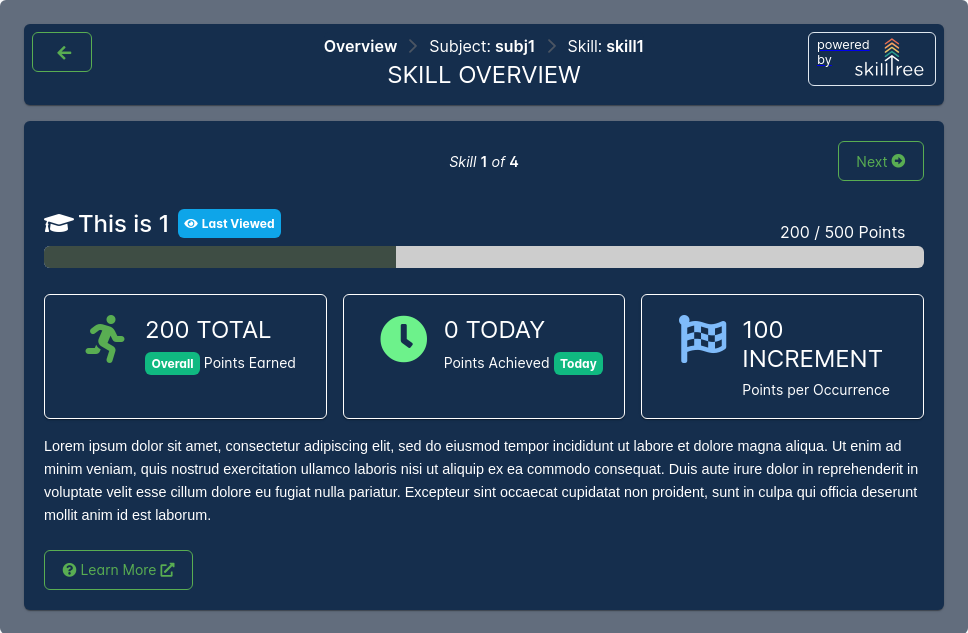 Overview > Subject: subj1 > Skill: skill1
SKILL OVERVIEW
powered
by
skilltree
Skill 1 of 4
Next
This is 1
Last Viewed
200 / 500 Points
200 TOTAL
Overall Points Earned
0 TODAY
Points Achieved Today
100
INCREMENT
Points per Occurrence
Lorem ipsum dolor sit amet, consectetur adipiscing elit, sed do eiusmod tempor incididunt ut labore et dolore magna aliqua. Ut enim ad
minim veniam, quis nostrud exercitation ullamco laboris nisi ut aliquip ex ea commodo consequat. Duis aute irure dolor in reprehenderit in
voluptate velit esse cillum dolore eu fugiat nulla pariatur. Excepteur sint occaecat cupidatat non proident, sunt in culpa qui officia deserunt
mollit anim id est laborum.
Learn More